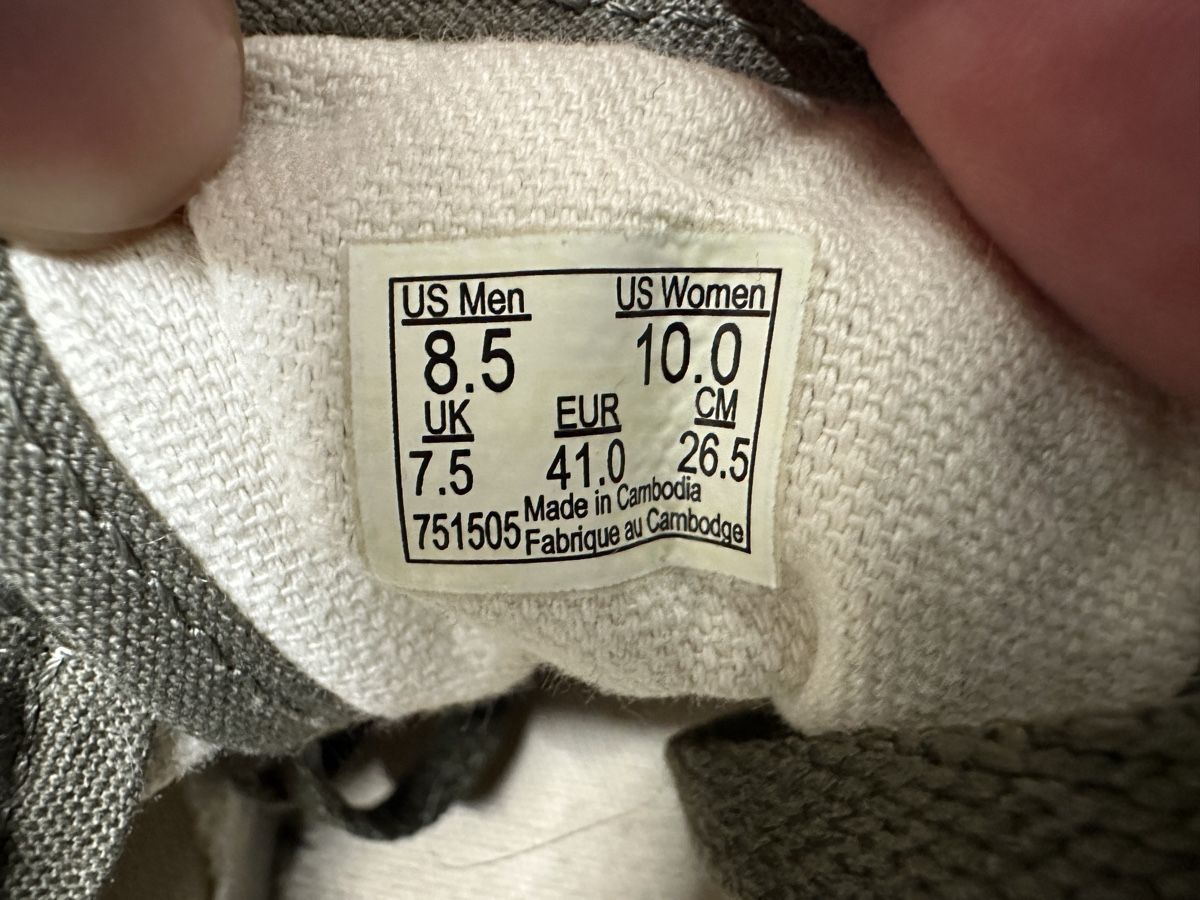 US Men US Women
8.5 10.0
UK EUR CM
7.5 41.0 26.5
751505 Made in Cambodia
Fabrique au Cambodge